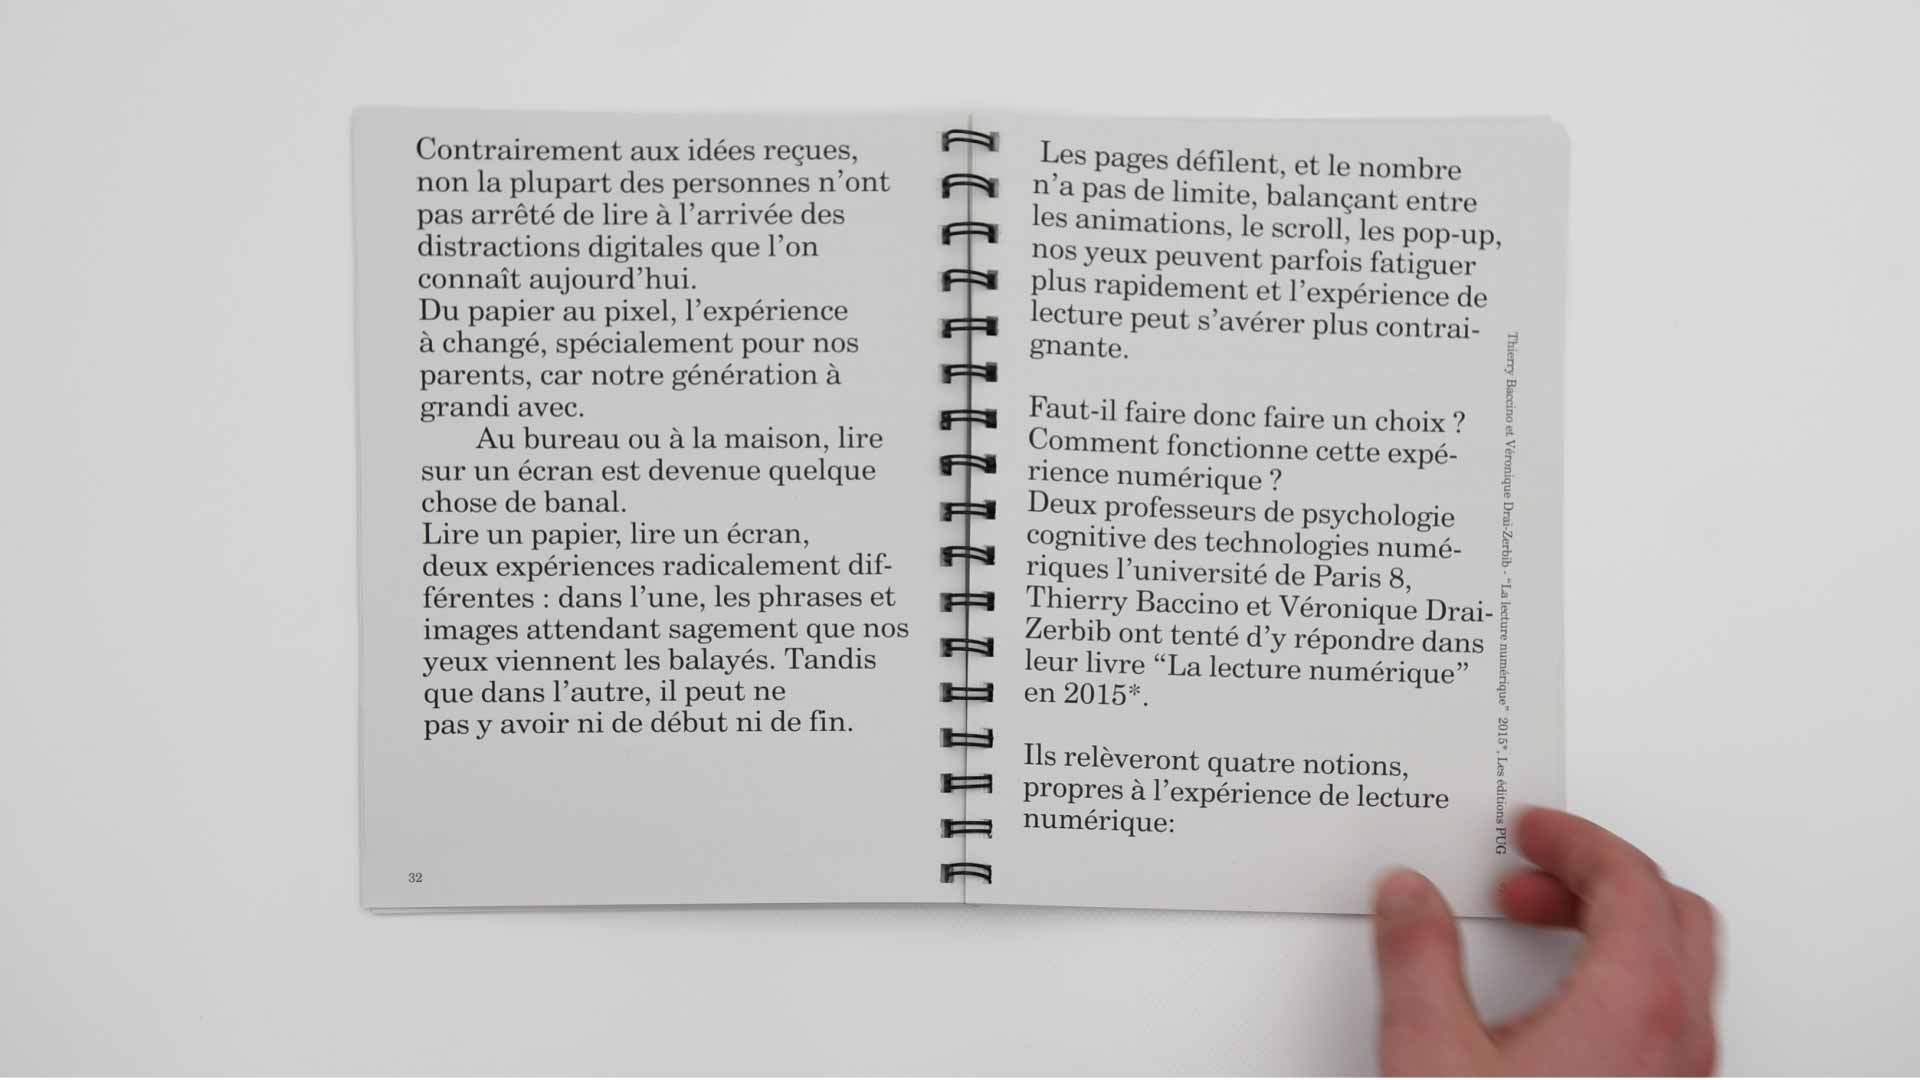 Contrairement aux idées reçues,
non la plupart des personnes n’ont
pas arrêté de lire à l’arrivée des
distractions digitales que l’on
connaît aujourd’hui.
Du papier au pixel, l’expérience
à changé, spécialement pour nos
parents, car notre génération à
grandi avec.
Au bureau ou à la maison, lire
sur un écran est devenue quelque
chose de banal.
Lire un papier, lire un écran,
deux expériences radicalement dif-
férentes : dans l’une, les phrases et
images attendant sagement que nos
yeux viennent les balayés. Tandis
que dans l’autre, il peut ne
pas y avoir ni de début ni de fin.
32
Les pages défilent, et le nombre
n’a pas de limite, balançant entre
les animations, le scroll, les pop-up,
nos yeux peuvent parfois fatiguer
plus rapidement et l’expérience de
lecture peut s’avérer plus contrai-
gnante.
Faut-il faire donc faire un choix ?
Comment fonctionne cette expé-
rience numérique ?
Deux professeurs de psychologie
cognitive des technologies numé-
riques l’université de Paris 8,
Thierry Baccino et Véronique Drai-
Zerbib ont tenté d’y répondre dans
leur livre “La lecture numérique”
en 2015*.
Ils relèveront quatre notions,
propres à l’expérience de lecture
numérique:
Thierry Baccino et Véronique Drai-Zerbib - “La lecture numérique” 2015*, Les éditions PUG